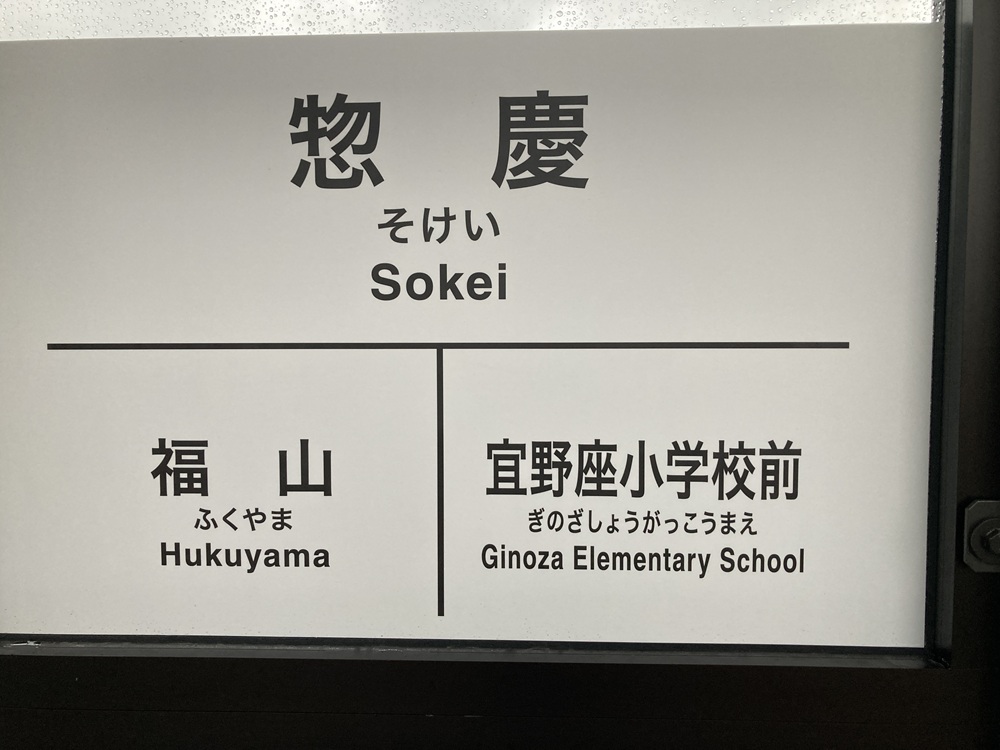 惣慶
そけい
Sokei
福山
ふくやま
Hukuyama
宜野座小学校前
ぎのざしょうがっこうまえ
Ginoza Elementary School